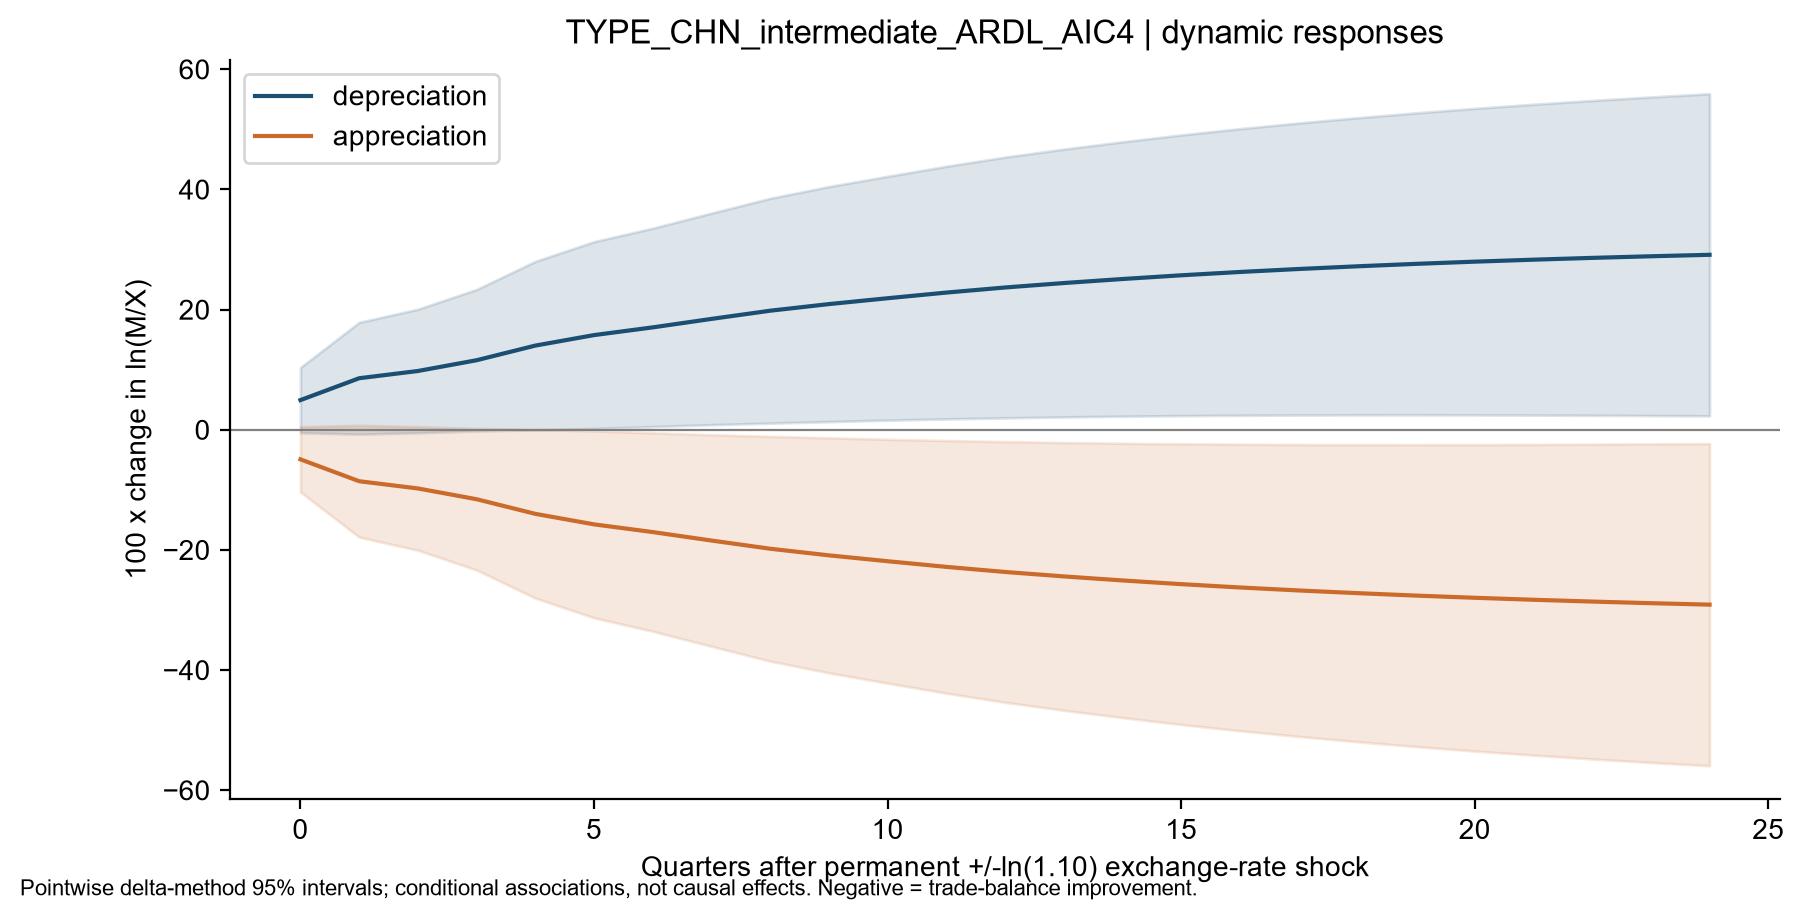 TYPE_CHN_intermediate_ARDL_AIC4 | dynamic responses
depreciation
appreciation
100 x change in ln(M/X)
60
40
20
0
−20
−40
−60
0
5
10
15
20
25
Quarters after permanent +/-ln(1.10) exchange-rate shock
Pointwise delta-method 95% intervals; conditional associations, not causal effects. Negative = trade-balance improvement.